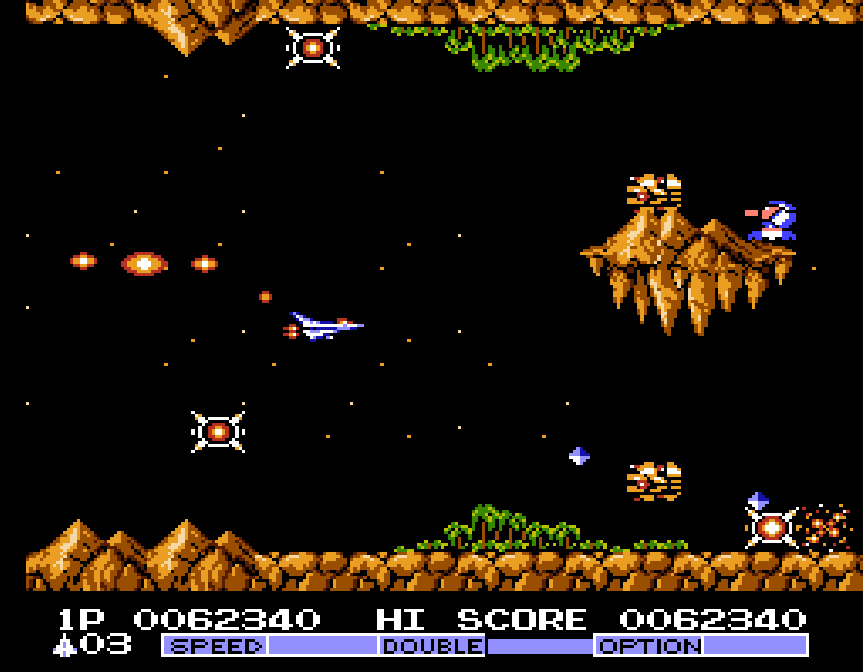 1P 0062340 HI SCORE 0062340
03 SPEED DOUBLE OPTION